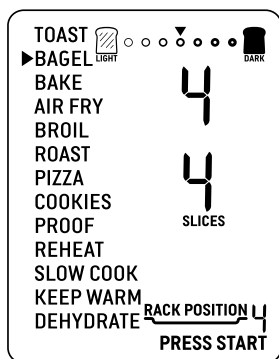 TOAST
LIGHT
DARK
BAGEL
4
BAKE
AIR FRY
BROIL
ROAST
4
PIZZA
COOKIES
SLICES
PROOF
REHEAT
SLOW COOK
KEEP WARM
DEHYDRATE
RACK POSITION 4
PRESS START